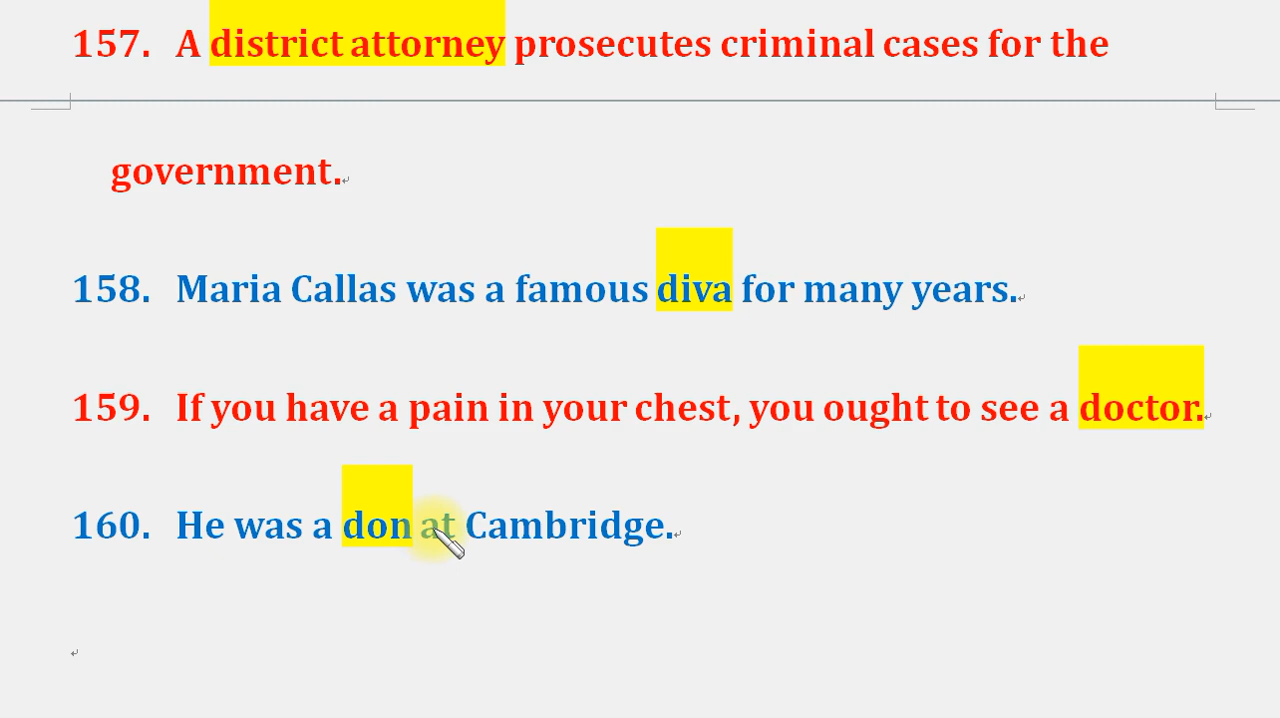 157. A district attorney prosecutes criminal cases for the
government.
158. Maria Callas was a famous diva for many years.
159. If you have a pain in your chest, you ought to see a doctor.
160. He was a don at Cambridge.